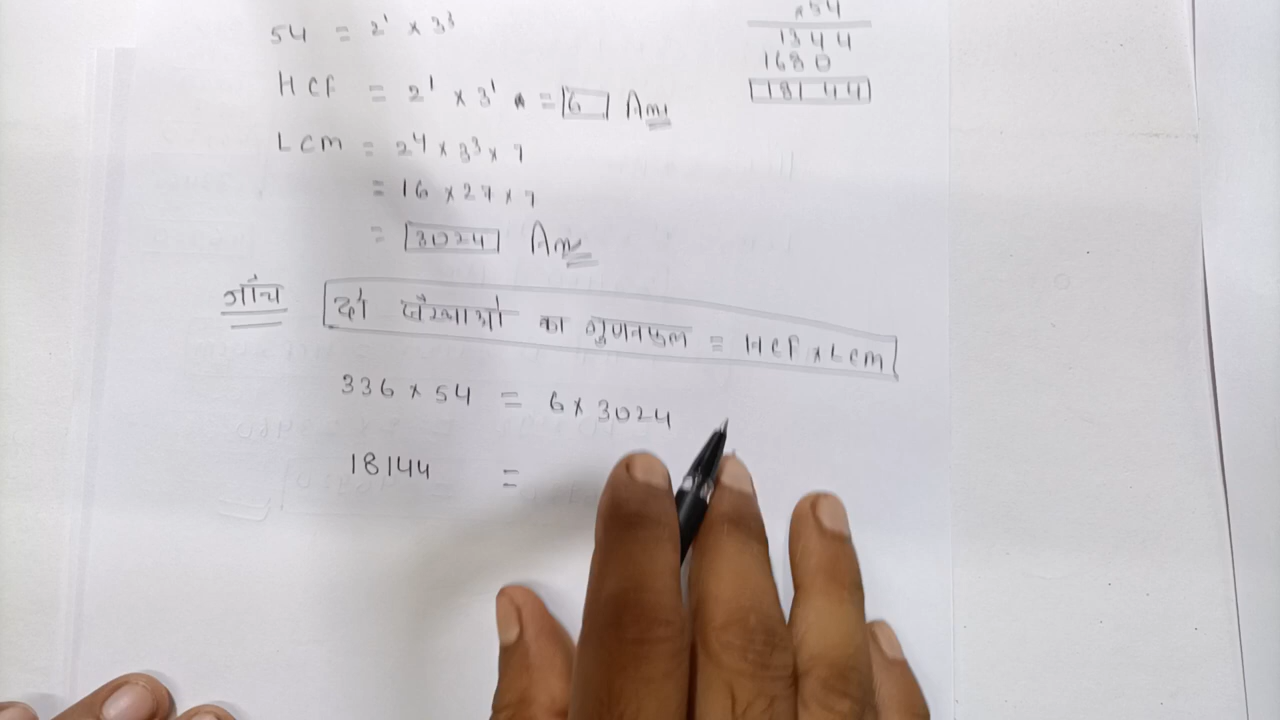 54 = 2¹ × 3³
HCF = 2¹ × 3¹ = 6 Ans
LCM = 2⁴ × 3³ × 7
= 16 × 27 × 7
= 3024 Ans
×54
1344
1680
18144
जाँच दो संख्याओं का गुणनफल = HCF × LCM
336 × 54 = 6 × 3024
18144 =